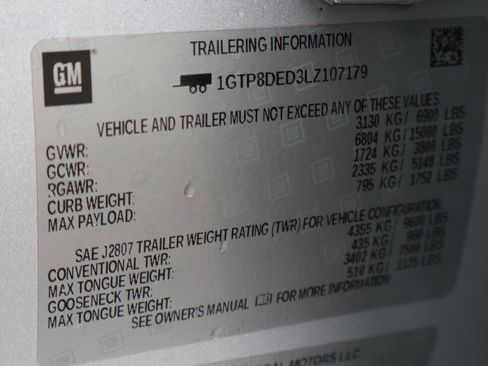 GM
TRAILERING INFORMATION
1GTP8DED3LZ107179
VEHICLE AND TRAILER MUST NOT EXCEED ANY OF THESE VALUES
GVWR: 3130 KG/ 6900 LBS
GCWR: 6804 KG/ 15000 LBS
RGAWR: 1724 KG/ 3800 LBS
CURB WEIGHT: 2335 KG/ 5148 LBS
MAX PAYLOAD: 795 KG/ 1752 LBS
SAE J2807 TRAILER WEIGHT RATING (TWR) FOR VEHICLE CONFIGURATION
CONVENTIONAL TWR: 4355 KG/ 9600 LBS
MAX TONGUE WEIGHT: 435 KG/ 960 LBS
GOOSENECK TWR: 3402 KG/ 7500 LBS
MAX TONGUE WEIGHT: 510 KG/ 1125 LBS
SEE OWNER'S MANUAL FOR MORE INFORMATION
MOTORS LLC